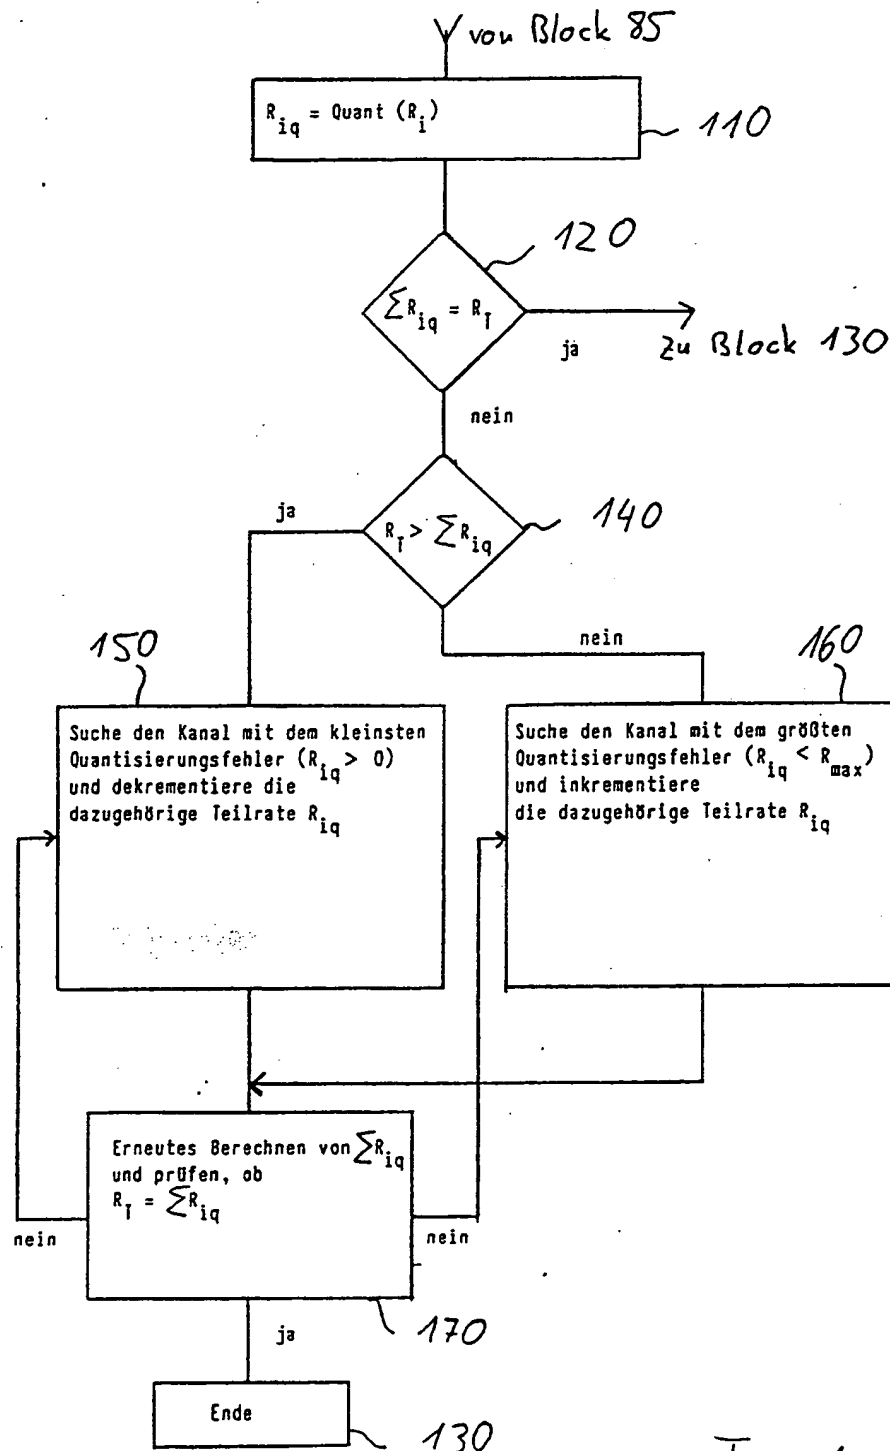 von Block 85
R_iq = Quant (R_i)
110
120
∑R_iq = R_T
ja
zu Block 130
nein
ja
R_T > ∑R_iq
140
nein
150
160
Suche den Kanal mit dem kleinsten
Quantisierungsfehler (R_iq > 0)
und dekrementiere die
dazugehörige Teilrate R_iq
Suche den Kanal mit dem größten
Quantisierungsfehler (R_iq < R_max)
und inkrementiere
die dazugehörige Teilrate R_iq
Erneutes Berechnen von ∑R_iq
und prüfen, ob
R_T = ∑R_iq
nein
nein
170
ja
Ende
130